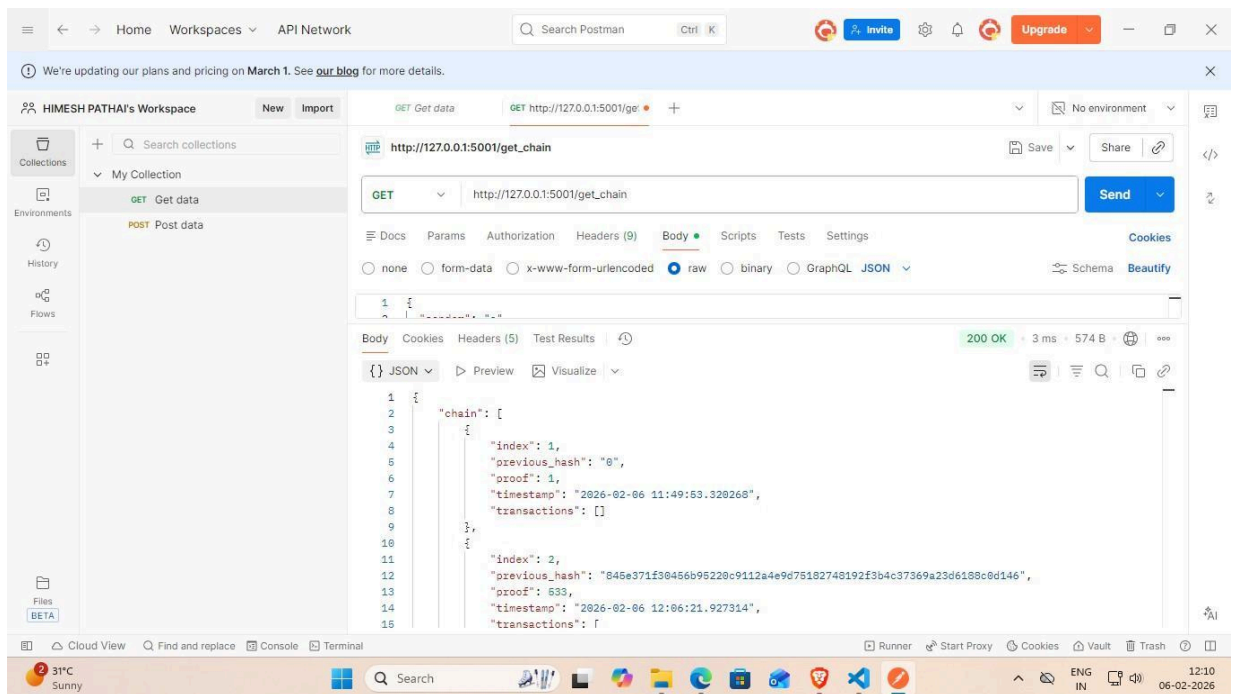 Home Workspaces API Network Search Postman Ctrl K Invite Upgrade
We're updating our plans and pricing on March 1. See our blog for more details.
HIMESH PATHAI's Workspace New Import GET Get data GET http://127.0.0.1:5001/get No environment
Collections Search collections HTTP http://127.0.0.1:5001/get_chain Save Share
My Collection
GET Get data GET http://127.0.0.1:5001/get_chain Send
Environments POST Post data
Docs Params Authorization Headers (9) Body Scripts Tests Settings Cookies
History none form-data x-www-form-urlencoded raw binary GraphQL JSON Schema Beautify
Flows 1 {
Body Cookies Headers (5) Test Results 200 OK 3 ms 574 B
{} JSON Preview Visualize
1 {
2 "chain": [
3 {
4 "index": 1,
5 "previous_hash": "0",
6 "proof": 1,
7 "timestamp": "2026-02-06 11:49:53.320268",
8 "transactions": []
9 },
10 {
11 "index": 2,
12 "previous_hash": "845e371f30456b95220c9112a4e9d75182748192f3b4c37369a23d6188c0d146",
13 "proof": 533,
14 "timestamp": "2026-02-06 12:06:21.927314",
15 "transactions": [
Files
BETA
AI
Cloud View Find and replace Console Terminal Runner Start Proxy Cookies Vault Trash
2 31°C Sunny Search ENG IN 12:10 06-02-2026